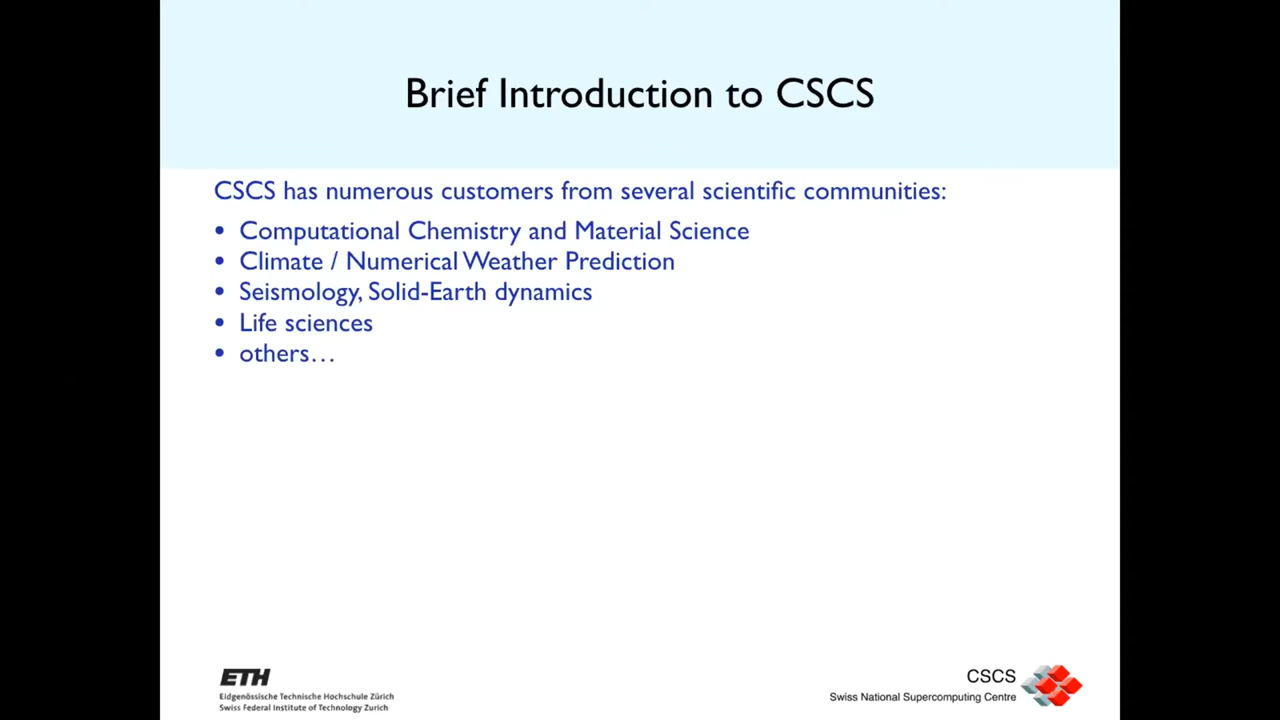 Brief Introduction to CSCS
CSCS has numerous customers from several scientific communities:
• Computational Chemistry and Material Science
• Climate / Numerical Weather Prediction
• Seismology, Solid-Earth dynamics
• Life sciences
• others…
ETH
Eidgenössische Technische Hochschule Zürich
Swiss Federal Institute of Technology Zurich
CSCS
Swiss National Supercomputing Centre